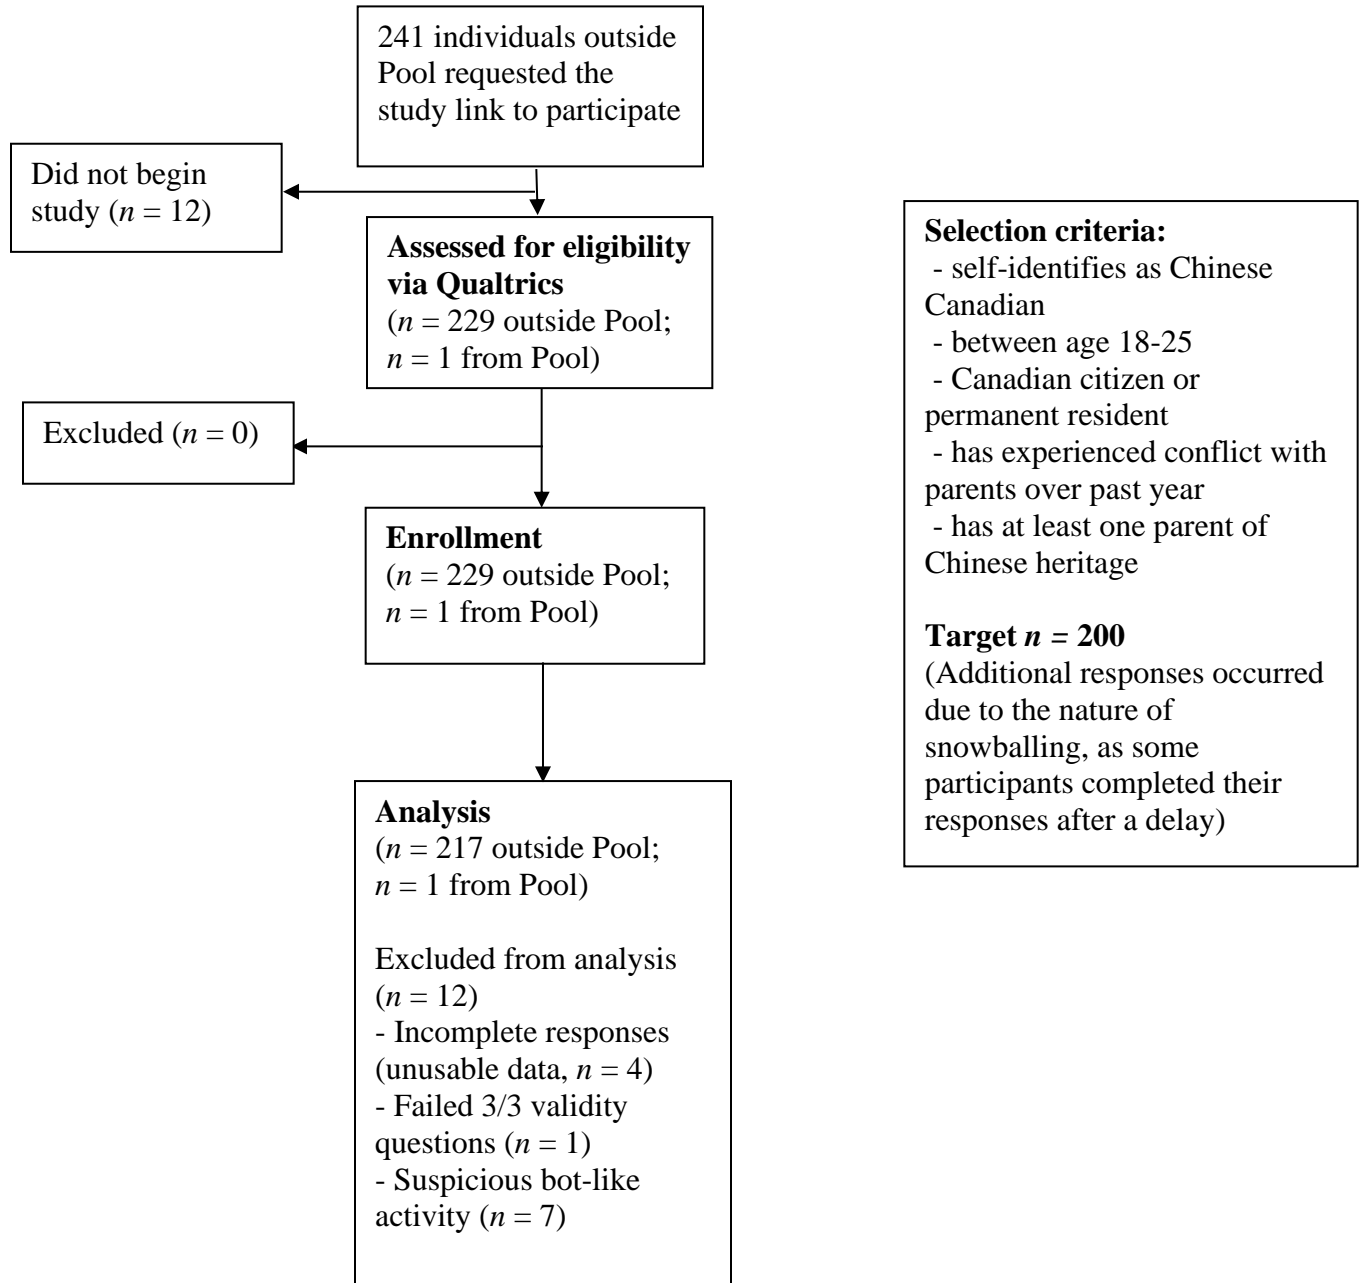 241 individuals outside
Pool requested the
study link to participate
Did not begin
study (n = 12)
Assessed for eligibility
via Qualtrics
(n = 229 outside Pool;
n = 1 from Pool)
Excluded (n = 0)
Enrollment
(n = 229 outside Pool;
n = 1 from Pool)
Analysis
(n = 217 outside Pool;
n = 1 from Pool)
Excluded from analysis
(n = 12)
- Incomplete responses
(unusable data, n = 4)
- Failed 3/3 validity
questions (n = 1)
- Suspicious bot-like
activity (n = 7)
Selection criteria:
- self-identifies as Chinese
Canadian
- between age 18-25
- Canadian citizen or
permanent resident
- has experienced conflict with
parents over past year
- has at least one parent of
Chinese heritage
Target n = 200
(Additional responses occurred
due to the nature of
snowballing, as some
participants completed their
responses after a delay)